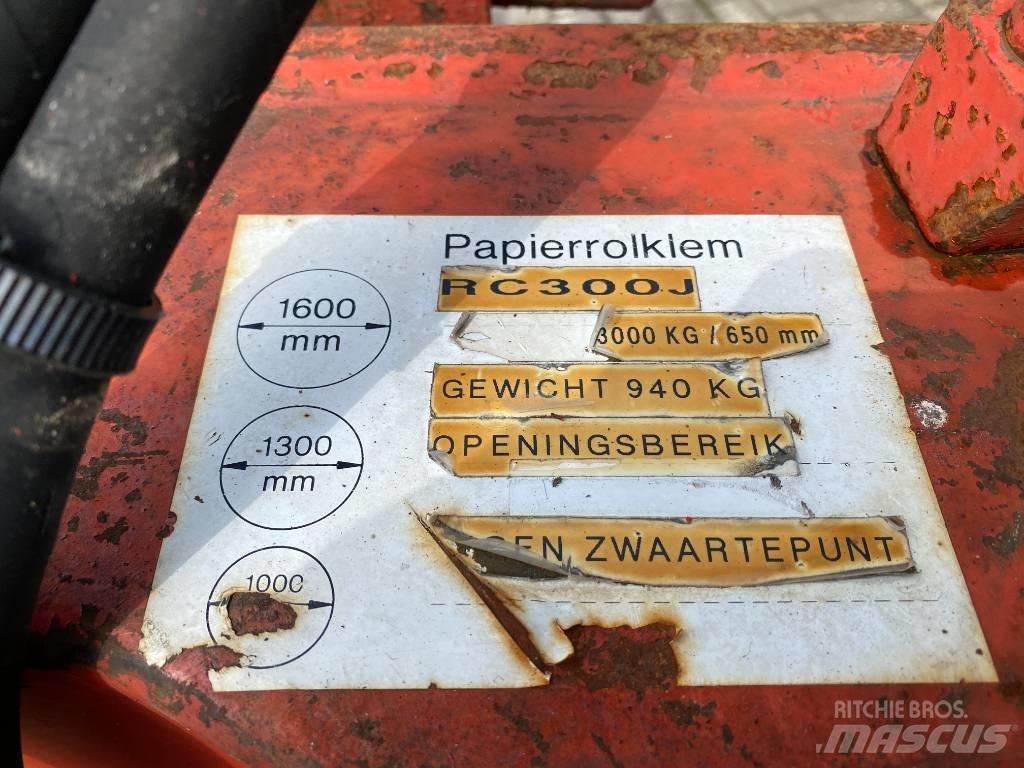 Papierrolklem
RC300J
1600
mm
3000 KG / 650 mm
GEWICHT 940 KG
1300
mm
OPENINGSBEREIK
ZWAARTEPUNT
1000
RITCHIE BROS.
MASCUS